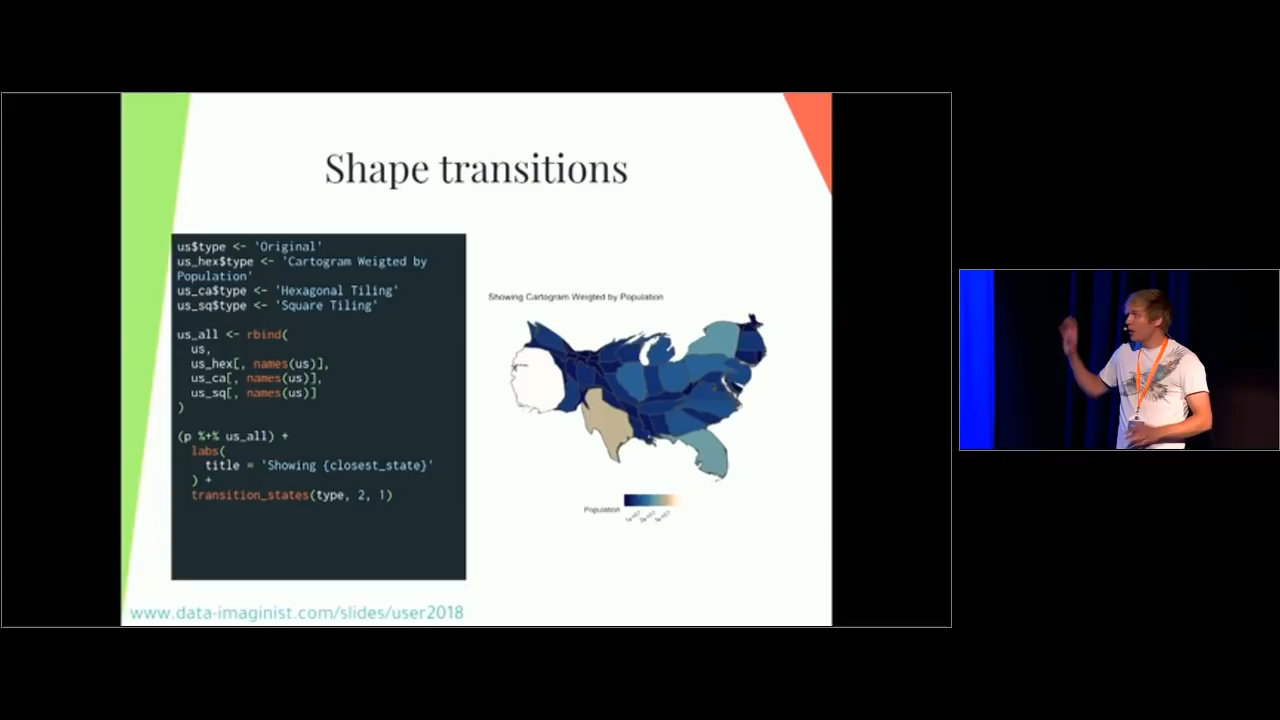 Shape transitions
us$type <- 'Original'
us_hex$type <- 'Cartogram Weigted by
Population'
us_ca$type <- 'Hexagonal Tiling'
us_sq$type <- 'Square Tiling'
us_all <- rbind(
us,
us_hex[, names(us)],
us_ca[, names(us)],
us_sq[, names(us)]
)
(p %+% us_all) +
labs(
title = 'Showing {closest_state}'
) +
transition_states(type, 2, 1)
Showing Cartogram Weigted by Population
Population
www.data-imaginist.com/slides/user2018